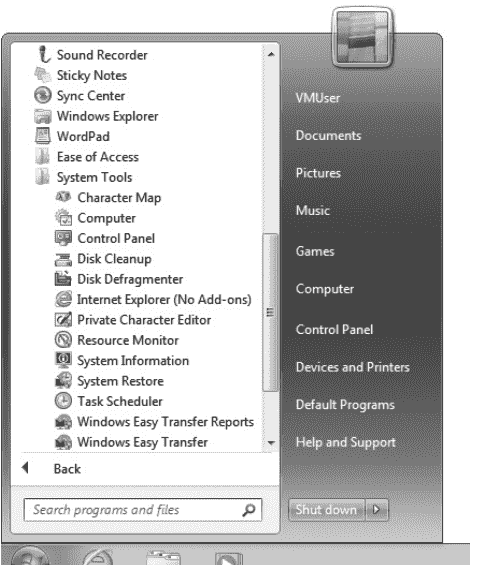 Sound Recorder
Sticky Notes
Sync Center
Windows Explorer
WordPad
Ease of Access
System Tools
Character Map
Computer
Control Panel
Disk Cleanup
Disk Defragmenter
Internet Explorer (No Add-ons)
Private Character Editor
Resource Monitor
System Information
System Restore
Task Scheduler
Windows Easy Transfer Reports
Windows Easy Transfer
Back
Search programs and files
VMUser
Documents
Pictures
Music
Games
Computer
Control Panel
Devices and Printers
Default Programs
Help and Support
Shut down